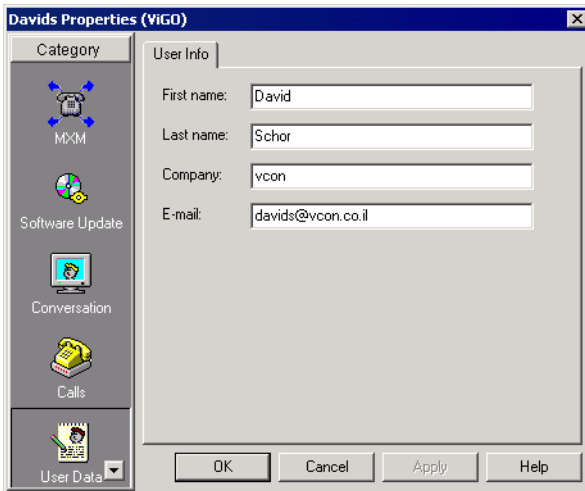 Davids Properties (ViGO)
Category
MXM
Software Update
Conversation
Calls
User Data
User Info
First name: David
Last name: Schor
Company: vcon
E-mail: davids@vcon.co.il
OK Cancel Apply Help